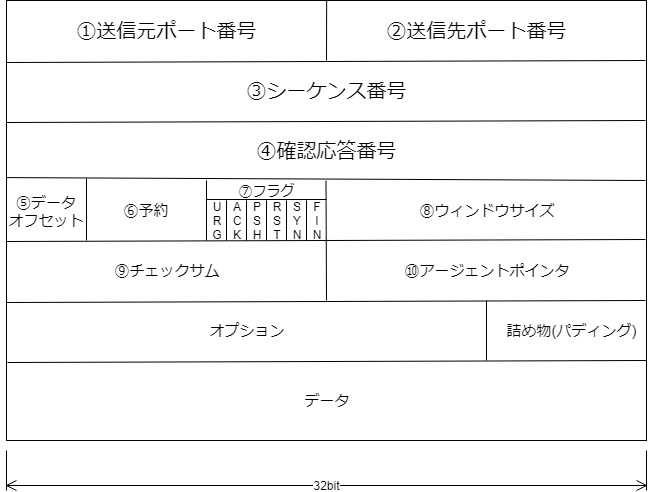 ①送信元ポート番号
②送信先ポート番号
③シーケンス番号
④確認応答番号
⑤データ
オフセット
⑥予約
⑦フラグ
URG
ACK
PSH
RST
SYN
FIN
⑧ウィンドウサイズ
⑨チェックサム
⑩アージェントポインタ
オプション
詰め物(パディング)
データ
32bit